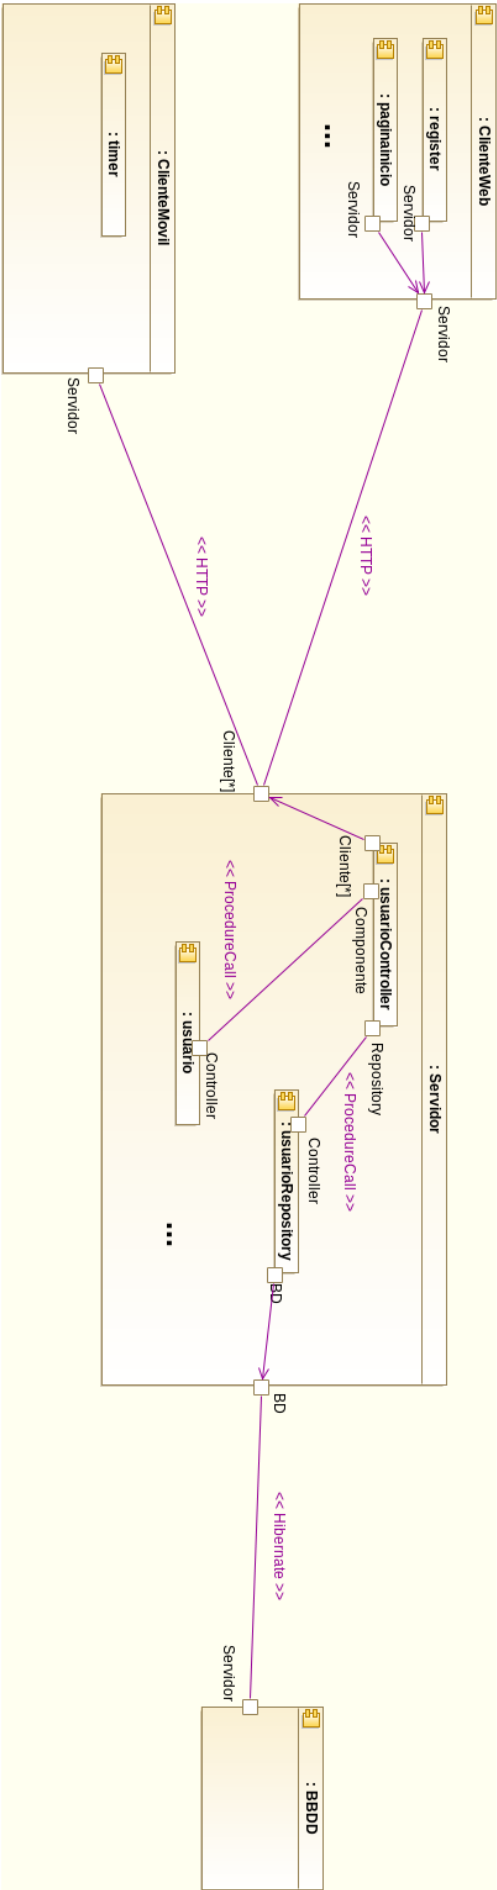 : ClienteWeb
: register
Servidor
: paginainicio
Servidor
...
Servidor
: ClienteMovil
: timer
Servidor
<< HTTP >>
<< HTTP >>
: Servidor
Cliente[*]
: usuarioController
Cliente[*]
Componente
Repository
<< ProcedureCall >>
<< ProcedureCall >>
Controller
: usuarioRepository
BD
Controller
: usuario
...
BD
<< Hibernate >>
: BBDD
Servidor